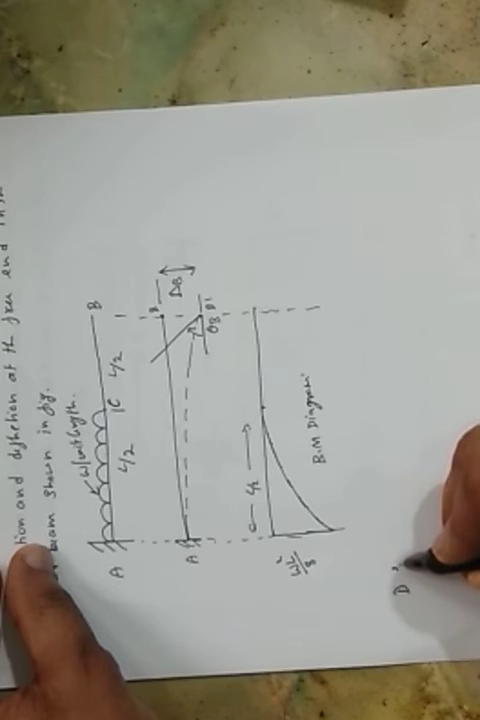 tion and deflection at the free end
beam shown in fig.
W/unit length.
A L/2 C L/2 B
A B
ΔB
θB B'
L/2
wL²/8
B.M Diagram
D